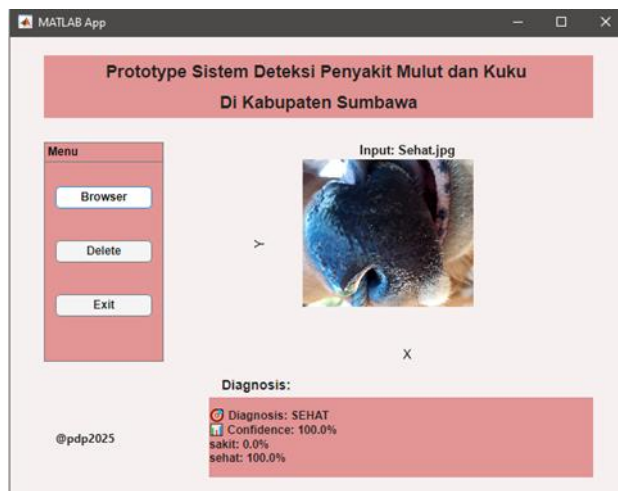 MATLAB App
Prototype Sistem Deteksi Penyakit Mulut dan Kuku
Di Kabupaten Sumbawa
Menu
Browser
Delete
Exit
Input: Sehat.jpg
Y
X
Diagnosis:
🎯 Diagnosis: SEHAT
📊 Confidence: 100.0%
sakit: 0.0%
sehat: 100.0%
@pdp2025